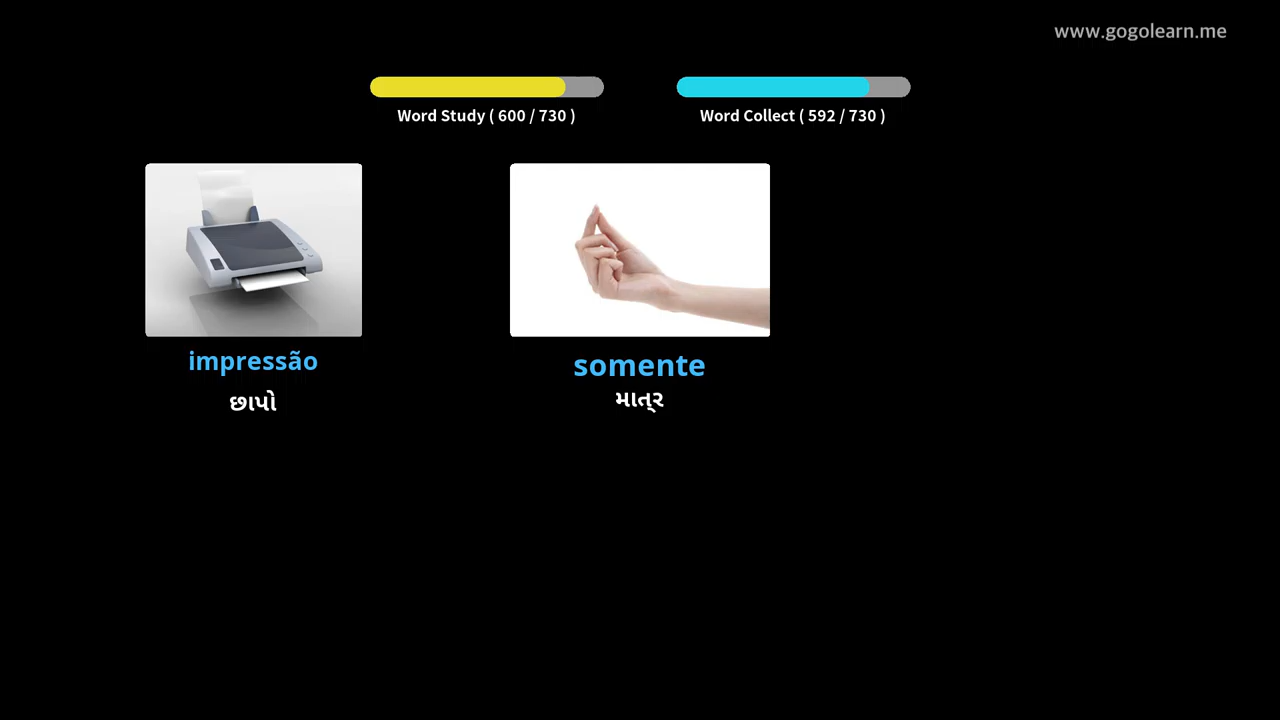 www.gogolearn.me
Word Study ( 600 / 730 )
Word Collect ( 592 / 730 )
impressão
છાપો
somente
માત્ર